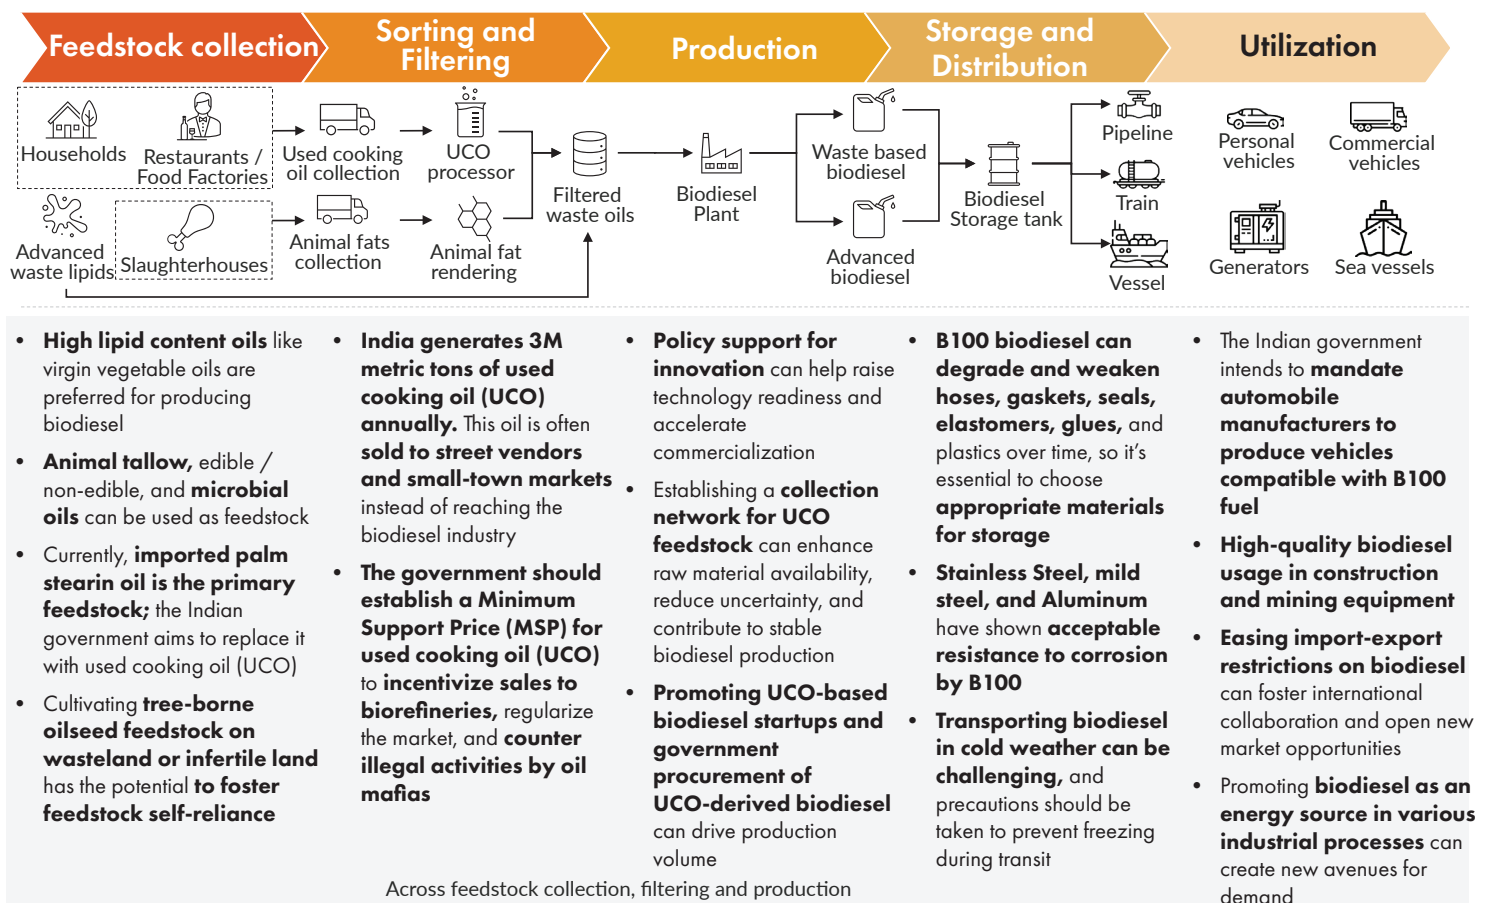 Feedstock collection
Sorting and
Filtering
Production
Storage and
Distribution
Utilization
Households
Restaurants /
Food Factories
Used cooking
oil collection
UCO
processor
Advanced
waste lipids
Slaughterhouses
Animal fats
collection
Animal fat
rendering
Filtered
waste oils
Biodiesel
Plant
Waste based
biodiesel
Advanced
biodiesel
Biodiesel
Storage tank
Pipeline
Train
Vessel
Personal
vehicles
Commercial
vehicles
Generators
Sea vessels
• High lipid content oils like
virgin vegetable oils are
preferred for producing
biodiesel
• Animal tallow, edible /
non-edible, and microbial
oils can be used as feedstock
• Currently, imported palm
stearin oil is the primary
feedstock; the Indian
government aims to replace it
with used cooking oil (UCO)
• Cultivating tree-borne
oilseed feedstock on
wasteland or infertile land
has the potential to foster
feedstock self-reliance
• India generates 3M
metric tons of used
cooking oil (UCO)
annually. This oil is often
sold to street vendors
and small-town markets
instead of reaching the
biodiesel industry
• The government should
establish a Minimum
Support Price (MSP) for
used cooking oil (UCO)
to incentivize sales to
biorefineries, regularize
the market, and counter
illegal activities by oil
mafias
• Policy support for
innovation can help raise
technology readiness and
accelerate
commercialization
• Establishing a collection
network for UCO
feedstock can enhance
raw material availability,
reduce uncertainty, and
contribute to stable
biodiesel production
• Promoting UCO-based
biodiesel startups and
government
procurement of
UCO-derived biodiesel
can drive production
volume
• B100 biodiesel can
degrade and weaken
hoses, gaskets, seals,
elastomers, glues, and
plastics over time, so it's
essential to choose
appropriate materials
for storage
• Stainless Steel, mild
steel, and Aluminum
have shown acceptable
resistance to corrosion
by B100
• Transporting biodiesel
in cold weather can be
challenging, and
precautions should be
taken to prevent freezing
during transit
• The Indian government
intends to mandate
automobile
manufacturers to
produce vehicles
compatible with B100
fuel
• High-quality biodiesel
usage in construction
and mining equipment
• Easing import-export
restrictions on biodiesel
can foster international
collaboration and open new
market opportunities
• Promoting biodiesel as an
energy source in various
industrial processes can
create new avenues for
demand
Across feedstock collection, filtering and production